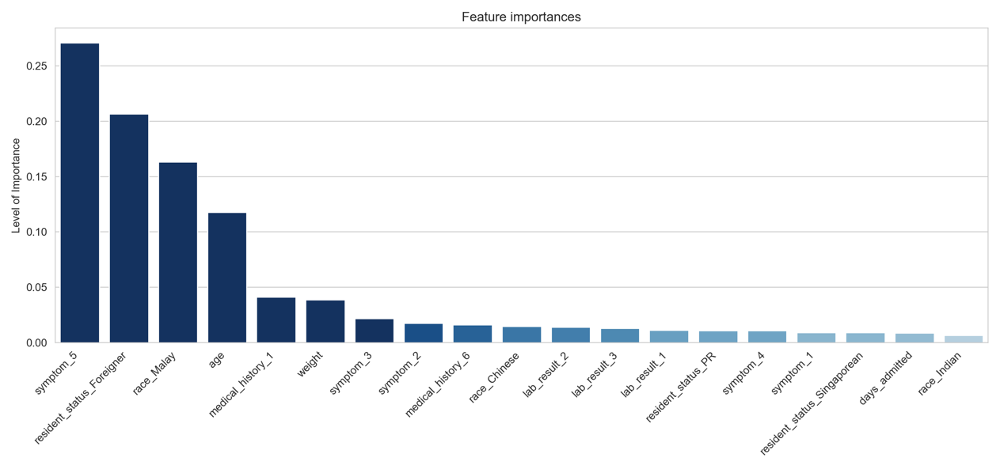 Feature importances
Level of Importance
0.25
0.20
0.15
0.10
0.05
0.00
symptom_5
resident_status_Foreigner
race_Malay
age
medical_history_1
weight
symptom_3
symptom_2
medical_history_6
race_Chinese
lab_result_2
lab_result_3
lab_result_1
resident_status_PR
symptom_4
symptom_1
resident_status_Singaporean
days_admitted
race_Indian